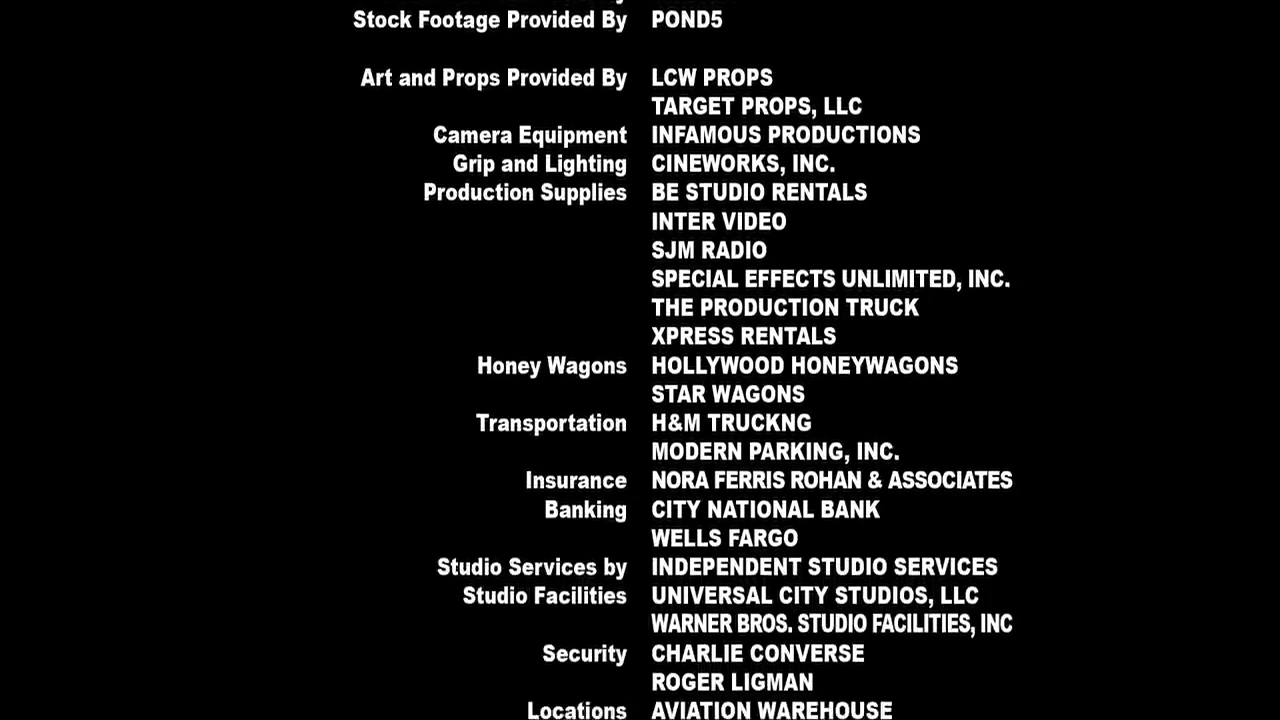 Stock Footage Provided By POND5
Art and Props Provided By LCW PROPS
TARGET PROPS, LLC
Camera Equipment INFAMOUS PRODUCTIONS
Grip and Lighting CINEWORKS, INC.
Production Supplies BE STUDIO RENTALS
INTER VIDEO
SJM RADIO
SPECIAL EFFECTS UNLIMITED, INC.
THE PRODUCTION TRUCK
XPRESS RENTALS
Honey Wagons HOLLYWOOD HONEYWAGONS
STAR WAGONS
Transportation H&M TRUCKNG
MODERN PARKING, INC.
Insurance NORA FERRIS ROHAN & ASSOCIATES
Banking CITY NATIONAL BANK
WELLS FARGO
Studio Services by INDEPENDENT STUDIO SERVICES
Studio Facilities UNIVERSAL CITY STUDIOS, LLC
WARNER BROS. STUDIO FACILITIES, INC
Security CHARLIE CONVERSE
ROGER LIGMAN
Locations AVIATION WAREHOUSE